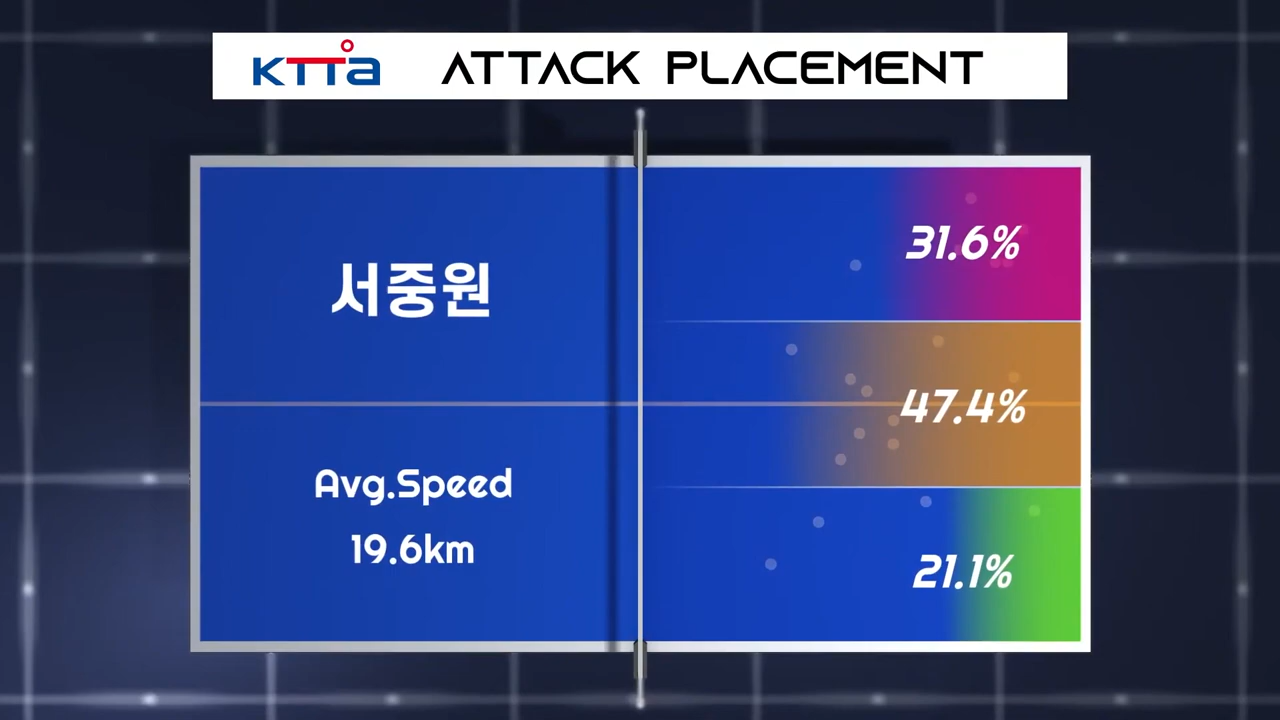 KTTa ATTACK PLACEMENT
서중원
Avg.Speed
19.6km
31.6%
47.4%
21.1%